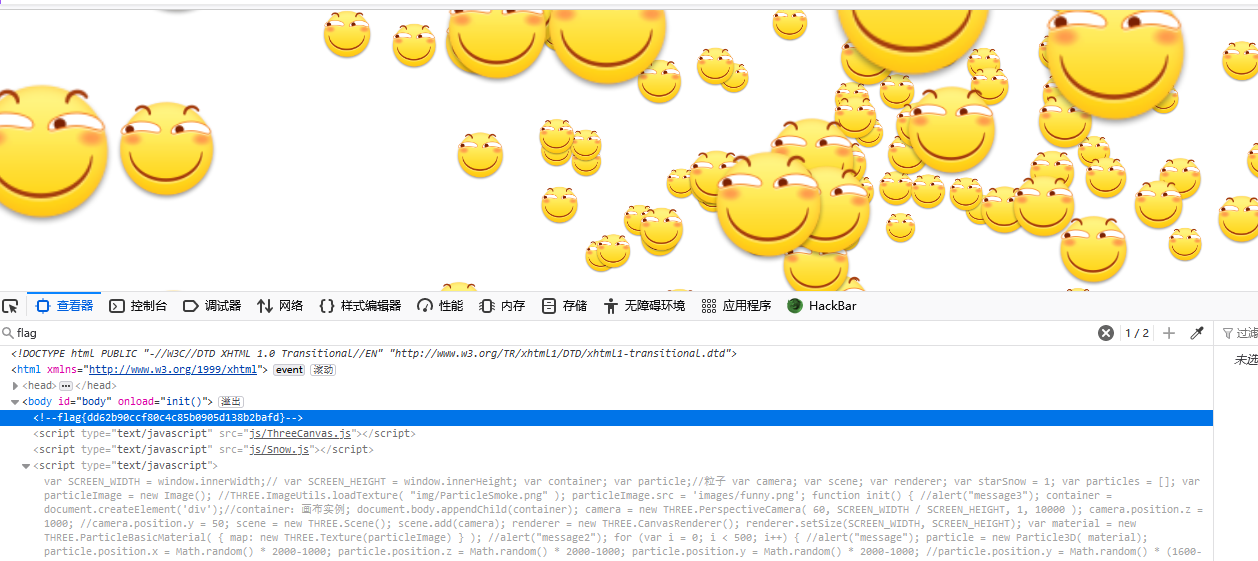 查看器 控制台 调试器 网络 样式编辑器 性能 内存 存储 无障碍环境 应用程序 HackBar
flag 1 / 2 过滤
<!DOCTYPE html PUBLIC "-//W3C//DTD XHTML 1.0 Transitional//EN" "http://www.w3.org/TR/xhtml1/DTD/xhtml1-transitional.dtd">
<html xmlns="http://www.w3.org/1999/xhtml"> event 滚动
<head> ••• </head>
<body id="body" onload="init()"> 溢出
<!--flag{dd62b90ccf80c4c85b0905d138b2bafd}-->
<script type="text/javascript" src="js/ThreeCanvas.js"></script>
<script type="text/javascript" src="js/Snow.js"></script>
<script type="text/javascript">
var SCREEN_WIDTH = window.innerWidth;// var SCREEN_HEIGHT = window.innerHeight; var container; var particle;//粒子 var camera; var scene; var renderer; var starSnow = 1; var particles = []; var
particleImage = new Image(); //THREE.ImageUtils.loadTexture( "img/ParticleSmoke.png" ); particleImage.src = 'images/funny.png'; function init() { //alert("message3"); container =
document.createElement('div');//container：画布实例; document.body.appendChild(container); camera = new THREE.PerspectiveCamera( 60, SCREEN_WIDTH / SCREEN_HEIGHT, 1, 10000 ); camera.position.z =
1000; //camera.position.y = 50; scene = new THREE.Scene(); scene.add(camera); renderer = new THREE.CanvasRenderer(); renderer.setSize(SCREEN_WIDTH, SCREEN_HEIGHT); var material = new
THREE.ParticleBasicMaterial( { map: new THREE.Texture(particleImage) } ); //alert("message2"); for (var i = 0; i < 500; i++) { //alert("message"); particle = new Particle3D( material);
particle.position.x = Math.random() * 2000-1000; particle.position.z = Math.random() * 2000-1000; particle.position.y = Math.random() * 2000-1000; //particle.position.y = Math.random() * (1600-